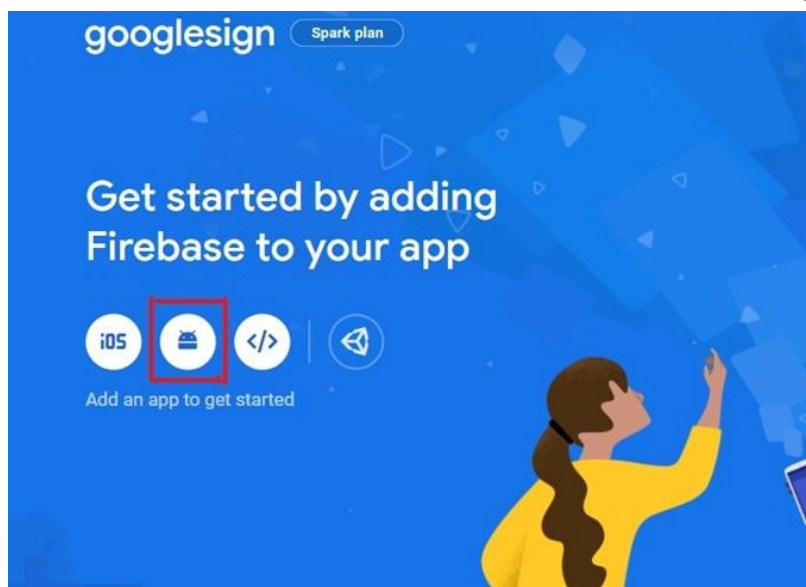 googlesign Spark plan
Get started by adding
Firebase to your app
iOS </>
Add an app to get started